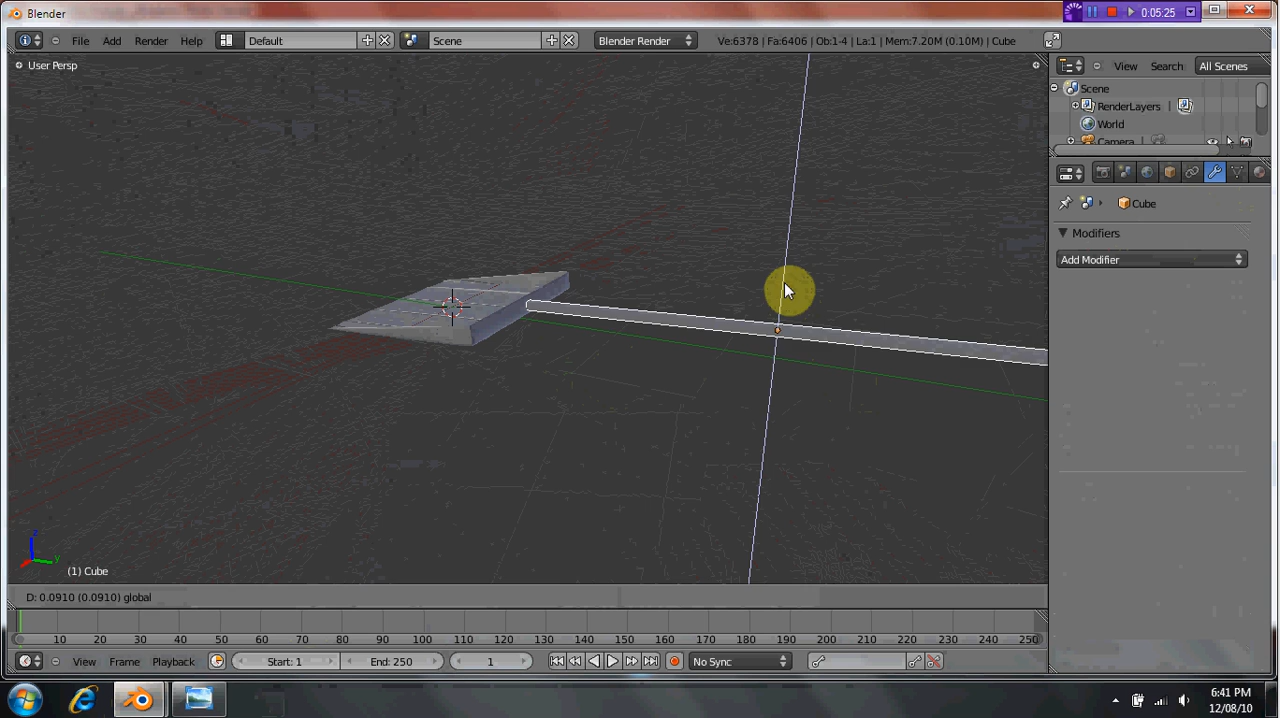 Blender
0:05:25
File Add Render Help Default Scene Blender Render Ve:6378 | Fa:6406 | Ob:1-4 | La:1 | Mem:7.20M (0.10M) | Cube
User Persp
View Search All Scenes
Scene
RenderLayers |
World
Camera
Cube
Modifiers
Add Modifier
z
y
(1) Cube
D: 0.0910 (0.0910) global
0 10 20 30 40 50 60 70 80 90 100 110 120 130 140 150 160 170 180 190 200 210 220 230 240 250
View Frame Playback Start: 1 End: 250 1 No Sync
6:41 PM
12/08/10